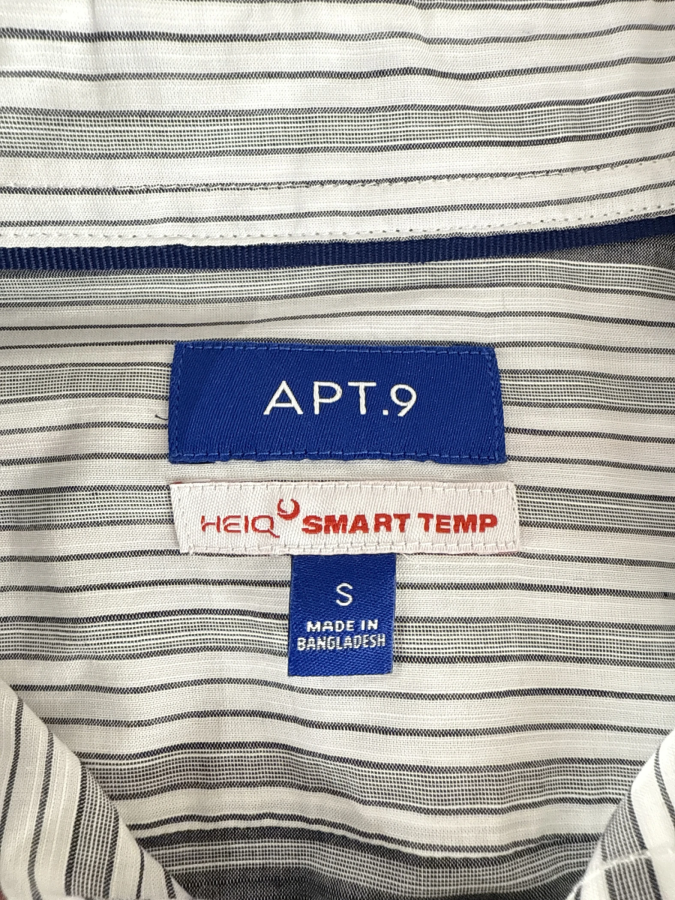 APT.9
HEIQ SMART TEMP
S
MADE IN
BANGLADESH